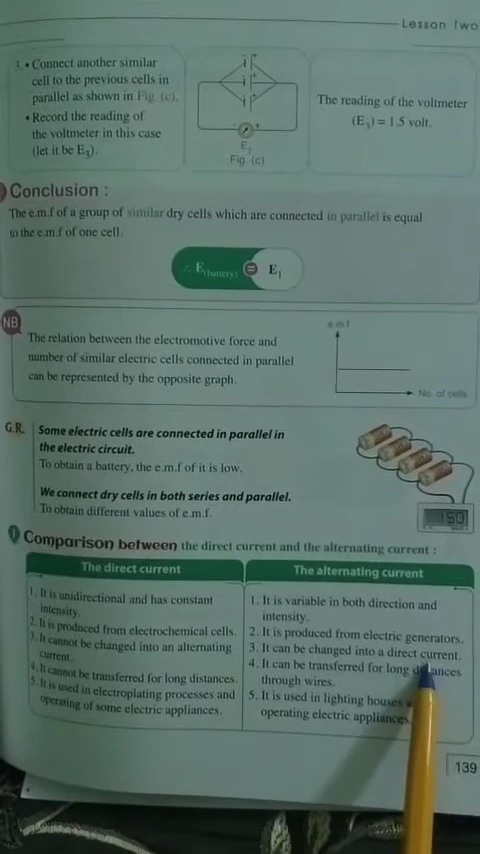 Lesson Two
3. • Connect another similar
cell to the previous cells in
parallel as shown in Fig. (c).
• Record the reading of
the voltmeter in this case
(let it be E3).
E3
Fig. (c)
The reading of the voltmeter
(E3) = 1.5 volt.
Conclusion :
The e.m.f of a group of similar dry cells which are connected in parallel is equal
to the e.m.f of one cell.
∴ E(battery) = E1
NB
The relation between the electromotive force and
number of similar electric cells connected in parallel
can be represented by the opposite graph.
e.m.f
No. of cells
G.R.
Some electric cells are connected in parallel in
the electric circuit.
To obtain a battery, the e.m.f of it is low.
We connect dry cells in both series and parallel.
To obtain different values of e.m.f.
150
Comparison between the direct current and the alternating current :
The direct current
1. It is unidirectional and has constant
intensity.
2. It is produced from electrochemical cells.
3. It cannot be changed into an alternating
current.
4. It cannot be transferred for long distances.
5. It is used in electroplating processes and
operating of some electric appliances.
The alternating current
1. It is variable in both direction and
intensity.
2. It is produced from electric generators.
3. It can be changed into a direct current.
4. It can be transferred for long distances
through wires.
5. It is used in lighting houses
operating electric appliances.
139